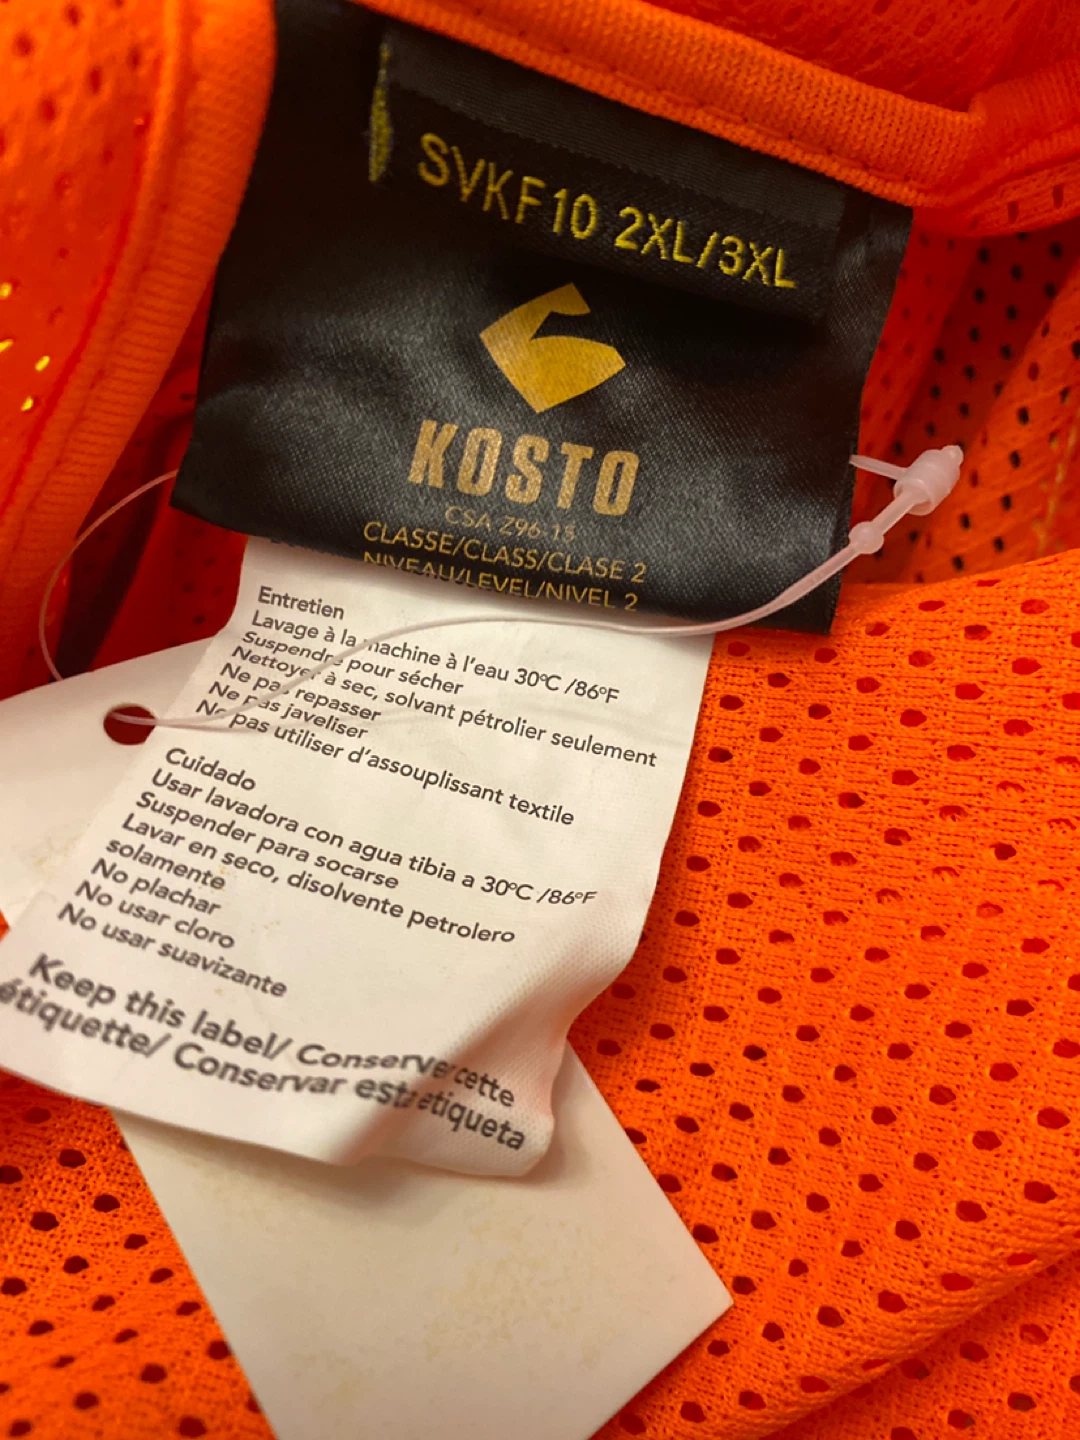 SVKF10 2XL/3XL
KOSTO
CSA Z96-15
CLASSE/CLASS/CLASE 2
NIVEAU/LEVEL/NIVEL 2
Entretien
Lavage à la machine à l'eau 30°C /86°F
Suspendre pour sécher
Nettoyer à sec, solvant pétrolier seulement
Ne pas repasser
Ne pas javeliser
Ne pas utiliser d'assouplissant textile
Cuidado
Usar lavadora con agua tibia a 30°C /86°F
Suspender para socarse
Lavar en seco, disolvente petrolero
solamente
No plachar
No usar cloro
No usar suavizante
Keep this label/ Conserve cette
étiquette/ Conservar esta etiqueta